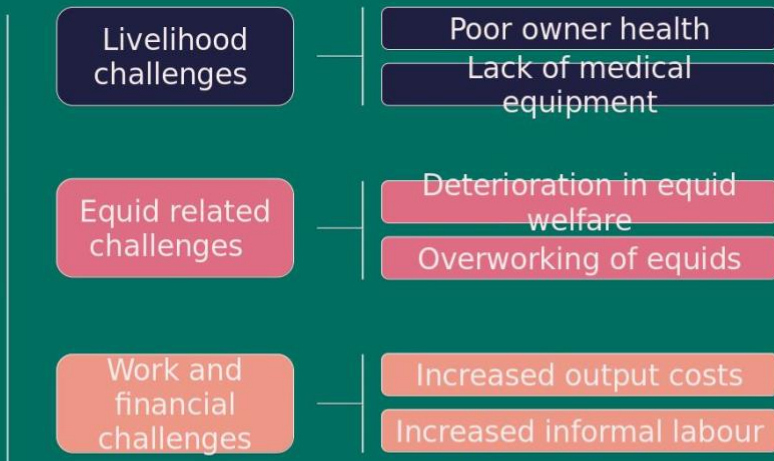 Livelihood
challenges
Poor owner health
Lack of medical
equipment
Equid related
challenges
Deterioration in equid
welfare
Overworking of equids
Work and
financial
challenges
Increased output costs
Increased informal labour